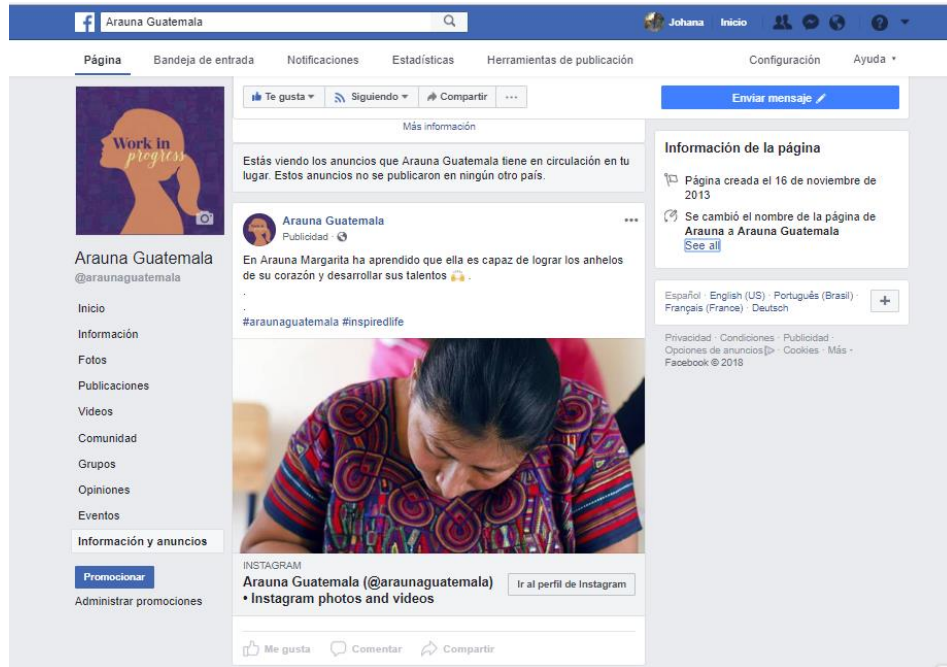 Arauna Guatemala
Johana Inicio
Página Bandeja de entrada Notificaciones Estadísticas Herramientas de publicación Configuración Ayuda
Work in
progress
Arauna Guatemala
@araunaguatemala
Inicio
Información
Fotos
Publicaciones
Videos
Comunidad
Grupos
Opiniones
Eventos
Información y anuncios
Promocionar
Administrar promociones
Te gusta Siguiendo Compartir ...
Más información
Estás viendo los anuncios que Arauna Guatemala tiene en circulación en tu
lugar. Estos anuncios no se publicaron en ningún otro país.
Arauna Guatemala
Publicidad ·
En Arauna Margarita ha aprendido que ella es capaz de lograr los anhelos
de su corazón y desarrollar sus talentos 🙌 .
.
.
#araunaguatemala #inspiredlife
INSTAGRAM
Arauna Guatemala (@araunaguatemala)
• Instagram photos and videos
Ir al perfil de Instagram
Me gusta Comentar Compartir
Enviar mensaje
Información de la página
Página creada el 16 de noviembre de
2013
Se cambió el nombre de la página de
Arauna a Arauna Guatemala
See all
Español · English (US) · Português (Brasil) ·
Français (France) · Deutsch
Privacidad · Condiciones · Publicidad ·
Opciones de anuncios · Cookies · Más ·
Facebook © 2018